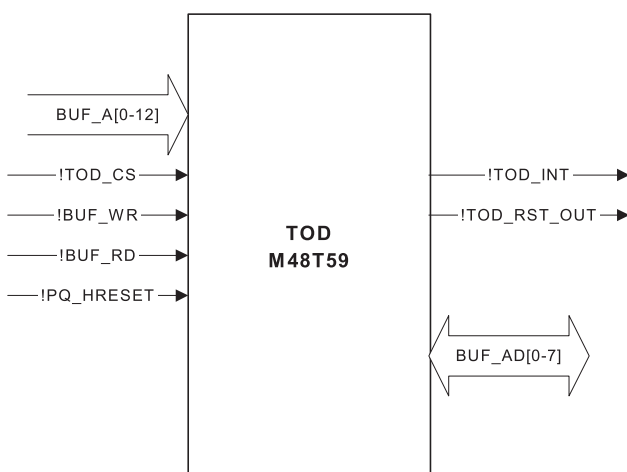 BUF_A[0-12]
!TOD_CS
!BUF_WR
!BUF_RD
!PQ_HRESET
TOD
M48T59
!TOD_INT
!TOD_RST_OUT
BUF_AD[0-7]